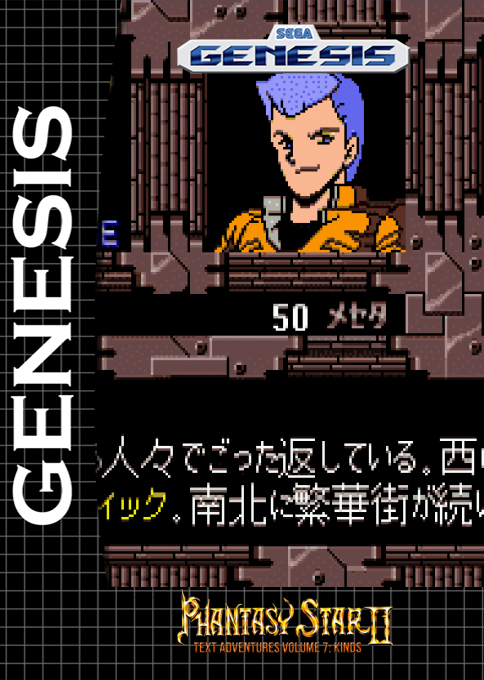 SEGA
GENESIS
GENESIS
E
50 メセタ
人々でごった返している。西
ィック。南北に繁華街が続い
PHANTASY STAR II
TEXT ADVENTURES VOLUME 7: KINDS